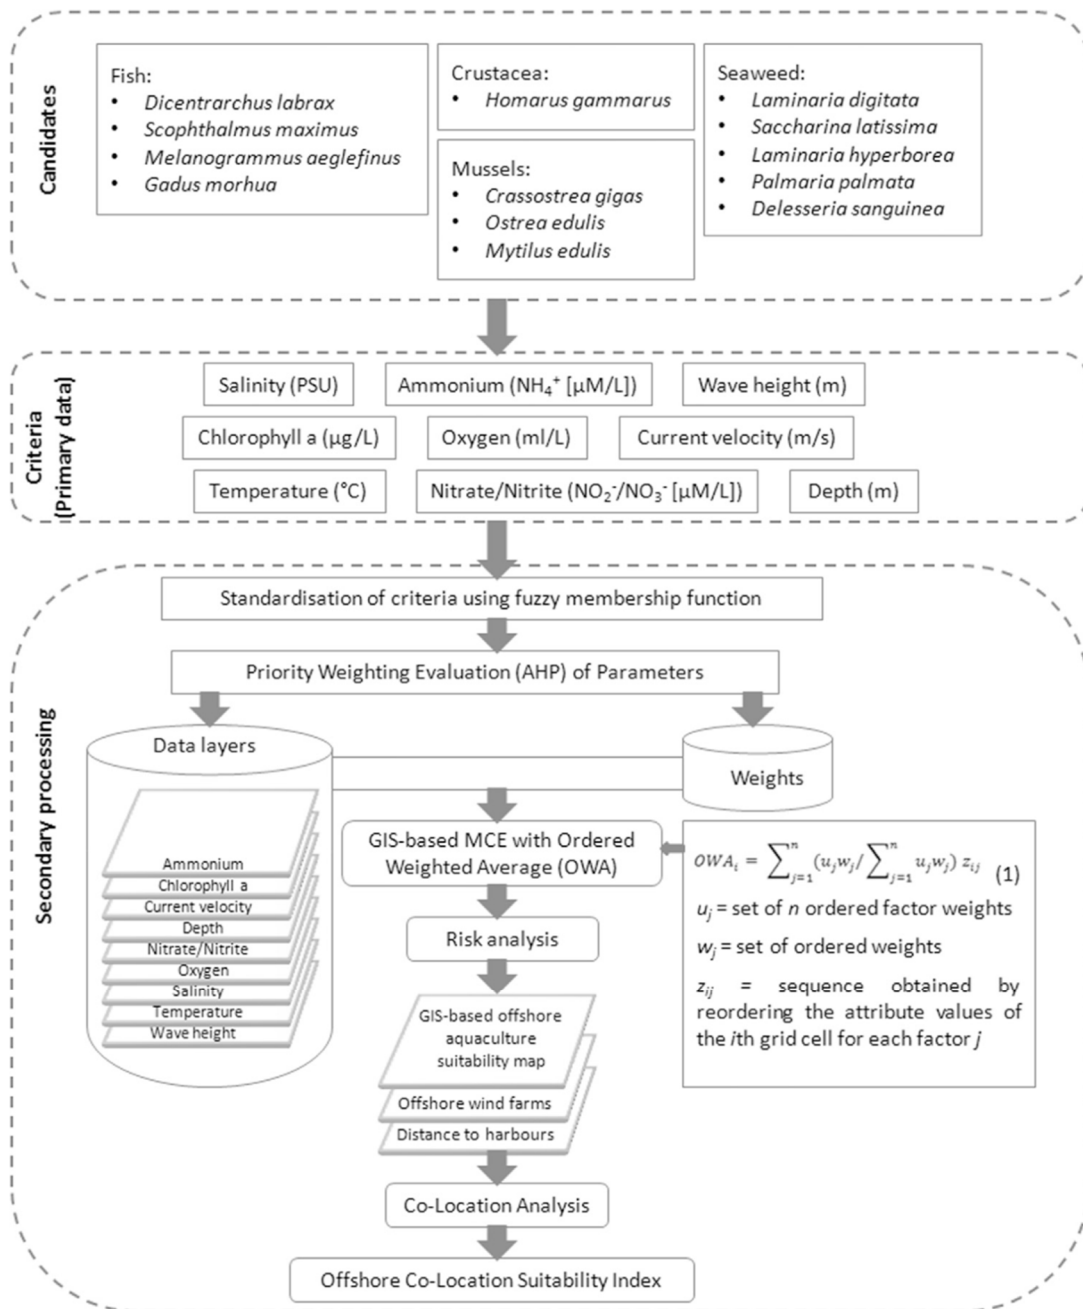 Candidates
Fish:
• Dicentrarchus labrax
• Scophthalmus maximus
• Melanogrammus aeglefinus
• Gadus morhua
Crustacea:
• Homarus gammarus
Mussels:
• Crassostrea gigas
• Ostrea edulis
• Mytilus edulis
Seaweed:
• Laminaria digitata
• Saccharina latissima
• Laminaria hyperborea
• Palmaria palmata
• Delesseria sanguinea
Criteria
(Primary data)
Salinity (PSU)
Ammonium (NH₄⁺ [µM/L])
Wave height (m)
Chlorophyll a (µg/L)
Oxygen (ml/L)
Current velocity (m/s)
Temperature (°C)
Nitrate/Nitrite (NO₂⁻/NO₃⁻ [µM/L])
Depth (m)
Secondary processing
Standardisation of criteria using fuzzy membership function
Priority Weighting Evaluation (AHP) of Parameters
Data layers
Ammonium
Chlorophyll a
Current velocity
Depth
Nitrate/Nitrite
Oxygen
Salinity
Temperature
Wave height
Weights
GIS-based MCE with Ordered
Weighted Average (OWA)
OWAᵢ = ∑ⁿⱼ₌₁ (uⱼwⱼ/ ∑ⁿⱼ₌₁ uⱼwⱼ) zᵢⱼ (1)
uⱼ = set of n ordered factor weights
wⱼ = set of ordered weights
zᵢⱼ = sequence obtained by
reordering the attribute values of
the ith grid cell for each factor j
Risk analysis
GIS-based offshore
aquaculture
suitability map
Offshore wind farms
Distance to harbours
Co-Location Analysis
Offshore Co-Location Suitability Index